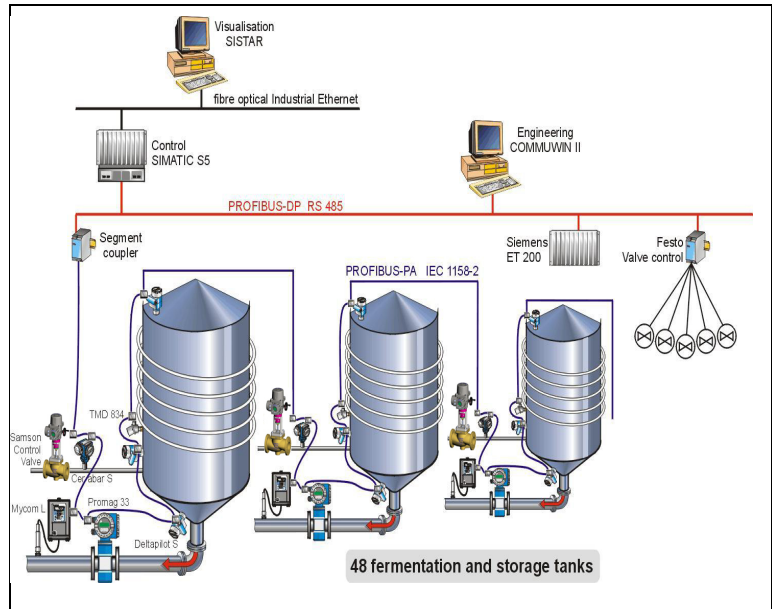 Visualisation
SISTAR
fibre optical Industrial Ethernet
Control
SIMATIC S5
Engineering
COMMUWIN II
PROFIBUS-DP RS 485
Segment
coupler
Siemens
ET 200
Festo
Valve control
PROFIBUS-PA IEC 1158-2
TMD 834
Samson
Control
Valve
Cerabar S
Mycom L
Promag 33
Deltapilot S
48 fermentation and storage tanks